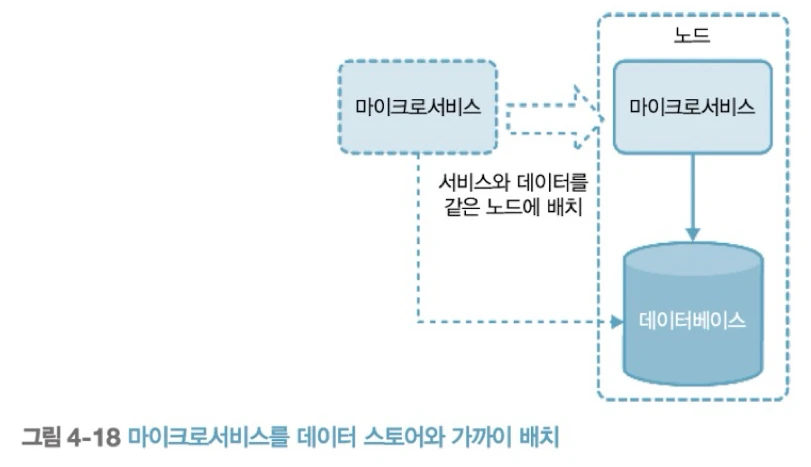 노드
마이크로서비스
마이크로서비스
서비스와 데이터를
같은 노드에 배치
데이터베이스
그림 4-18 마이크로서비스를 데이터 스토어와 가까이 배치